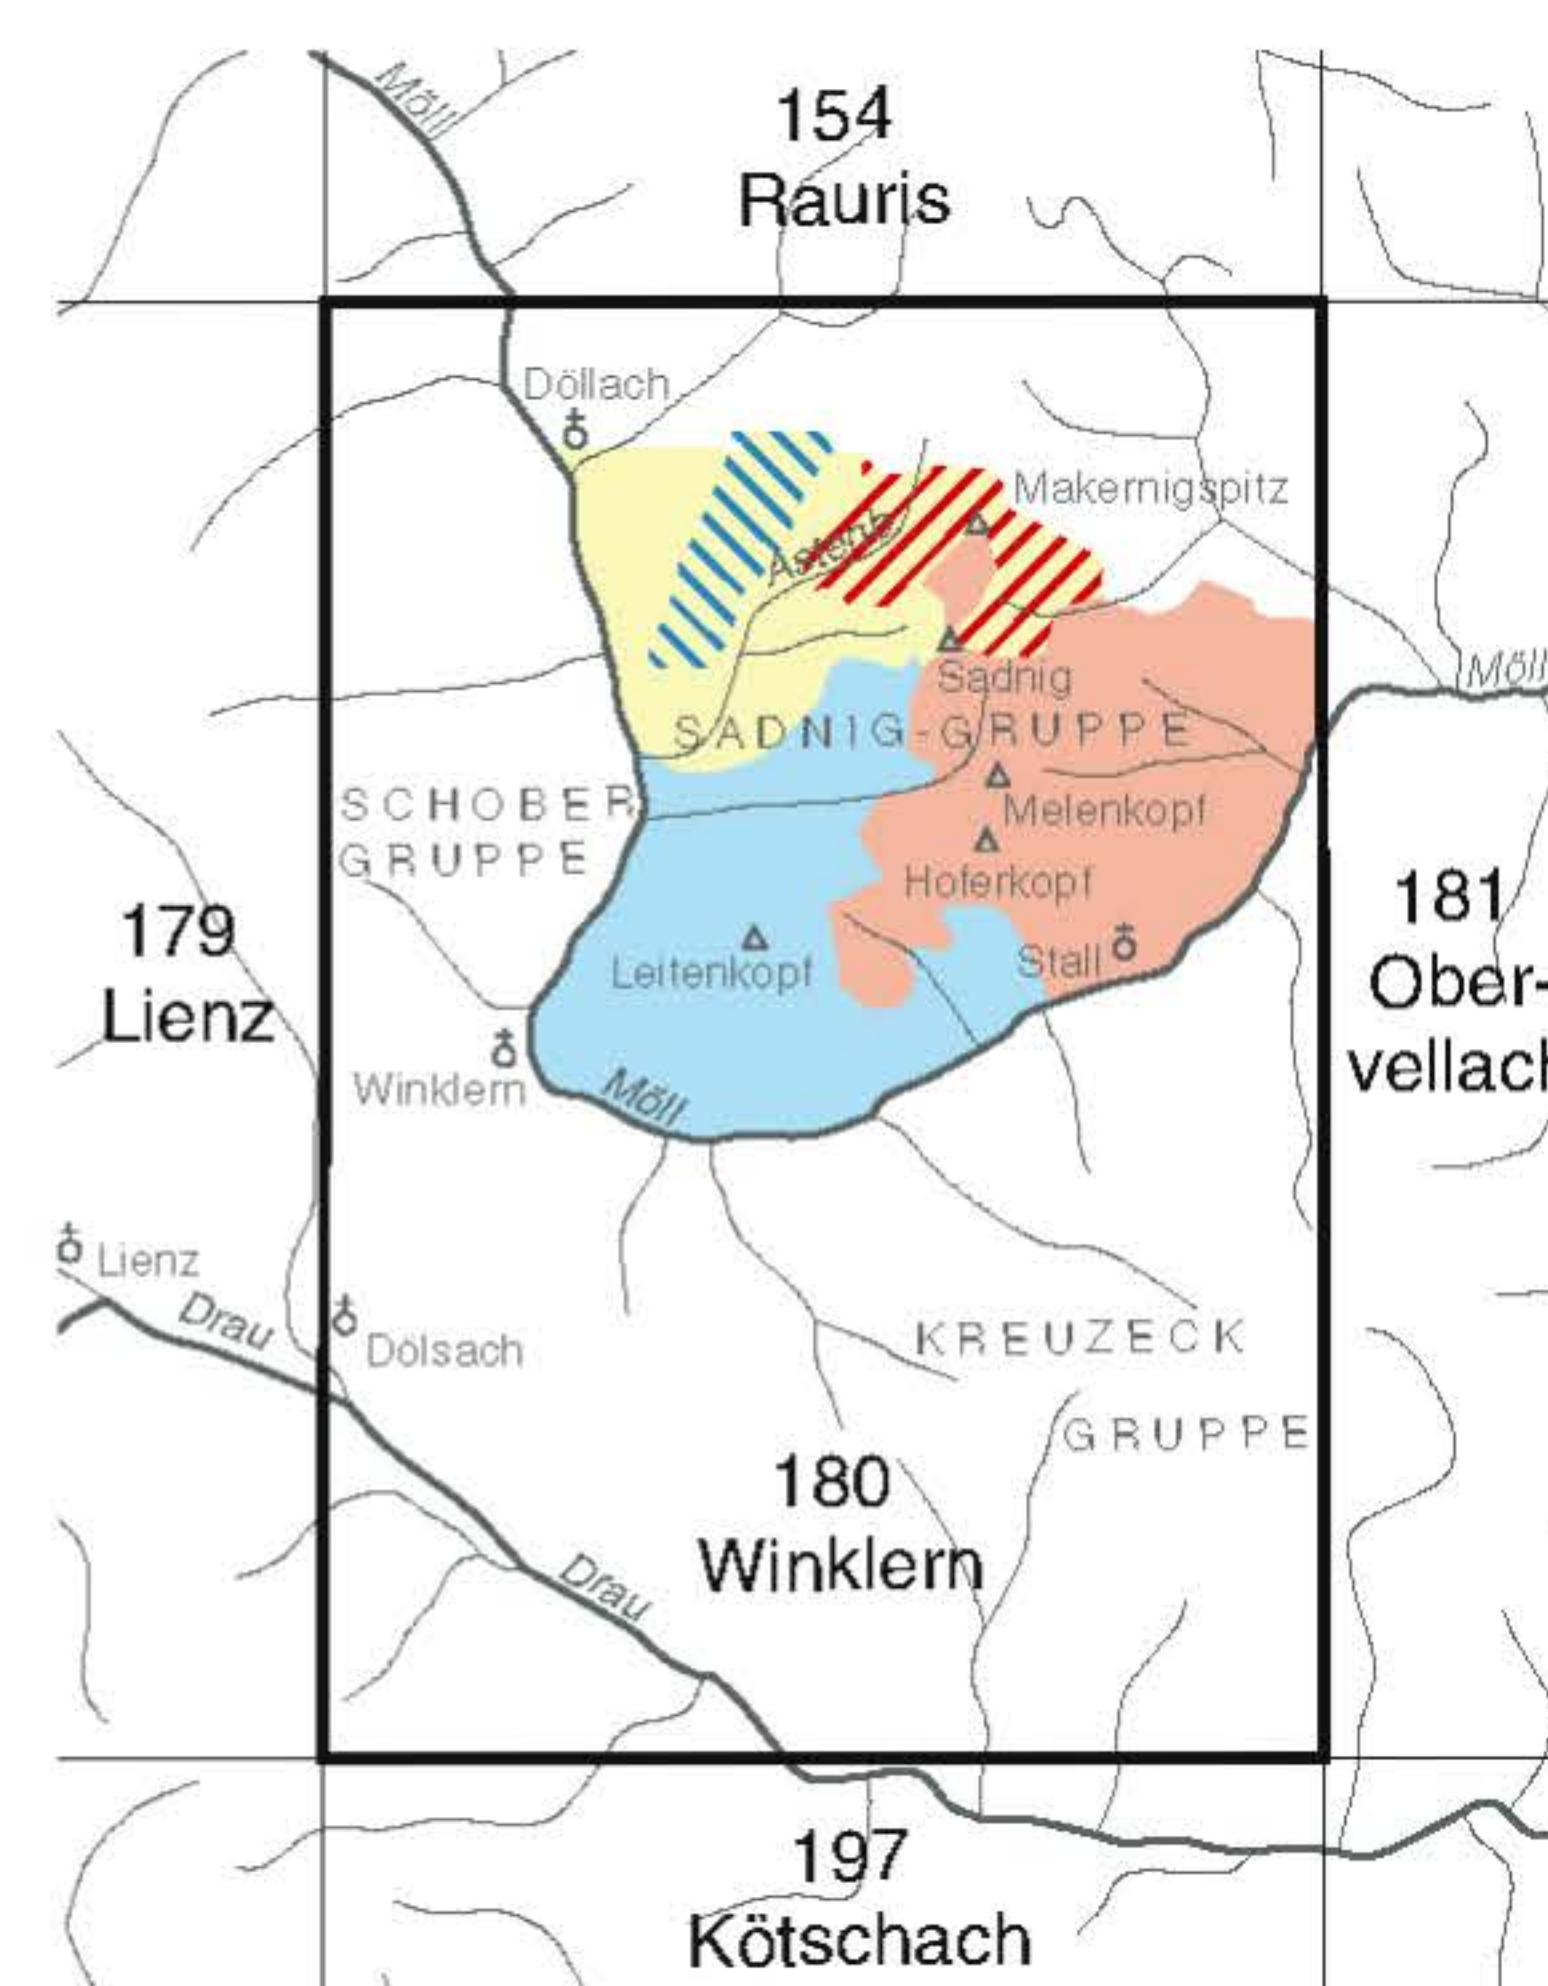 Möll
154
Rauris
Döllach
Makernigspitz
Astenb.
Möll
Sadnig
SADNIG-GRUPPE
SCHOBER
GRUPPE
Melenkopf
Hoferkopf
179
Lienz
181
Ober-
vellach
Leitenkopf
Stall
Winklern
Möll
Lienz
Drau
Dölsach
KREUZECK
GRUPPE
180
Winklern
Drau
197
Kötschach